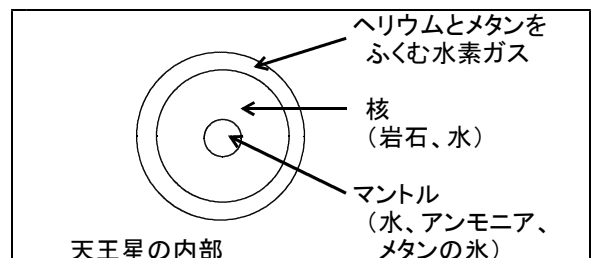 ヘリウムとメタンを
ふくむ水素ガス
核
（岩石、水）
マントル
（水、アンモニア、
メタンの氷）
天王星の内部